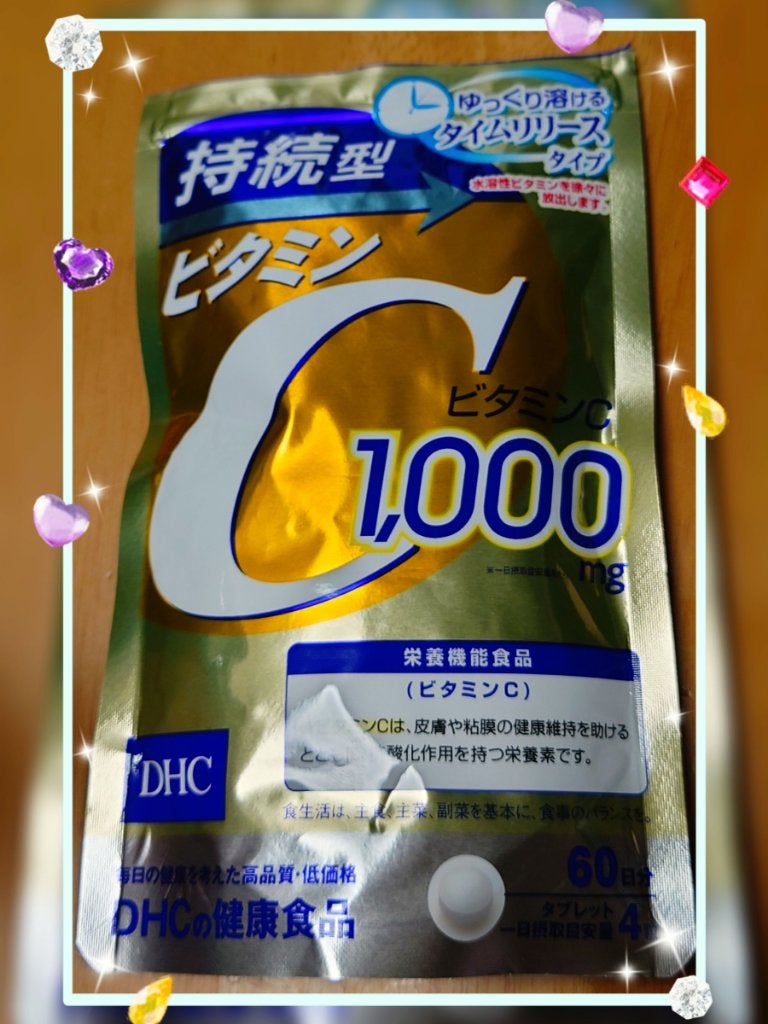 ゆっくり溶ける
タイムリリース
タイプ
水溶性ビタミンを徐々に
放出します。
持続型
ビタミン
C
ビタミンC
1,000
mg
栄養機能食品
(ビタミンC)
ンCは、皮膚や粘膜の健康維持を助ける
とと 酸化作用を持つ栄養素です。
DHC
食生活は、主食、主菜、副菜を基本に、食事のバランスを。
毎日の健康を考えた高品質・低価格
DHCの健康食品
60日分
タブレット
一日摂取目安量 4